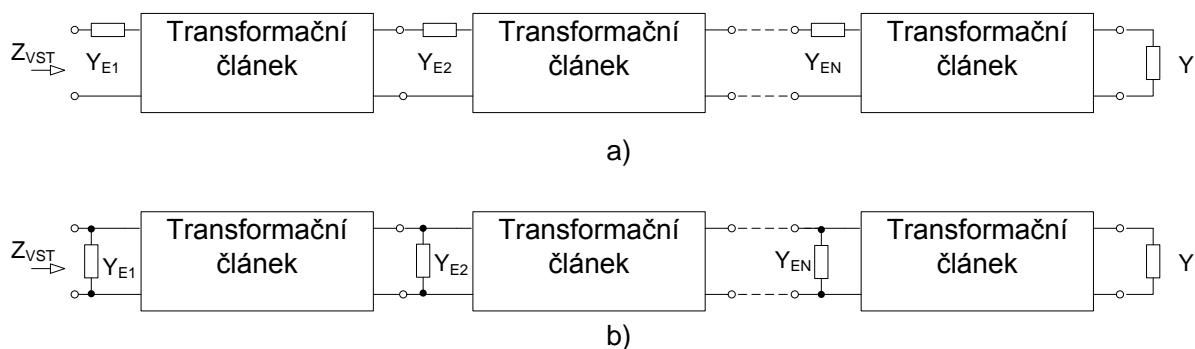 Z_VST
Y_E1
Transformační
článek
Y_E2
Transformační
článek
Y_EN
Transformační
článek
Y
a)
Z_VST
Y_E1
Transformační
článek
Y_E2
Transformační
článek
Y_EN
Transformační
článek
Y
b)